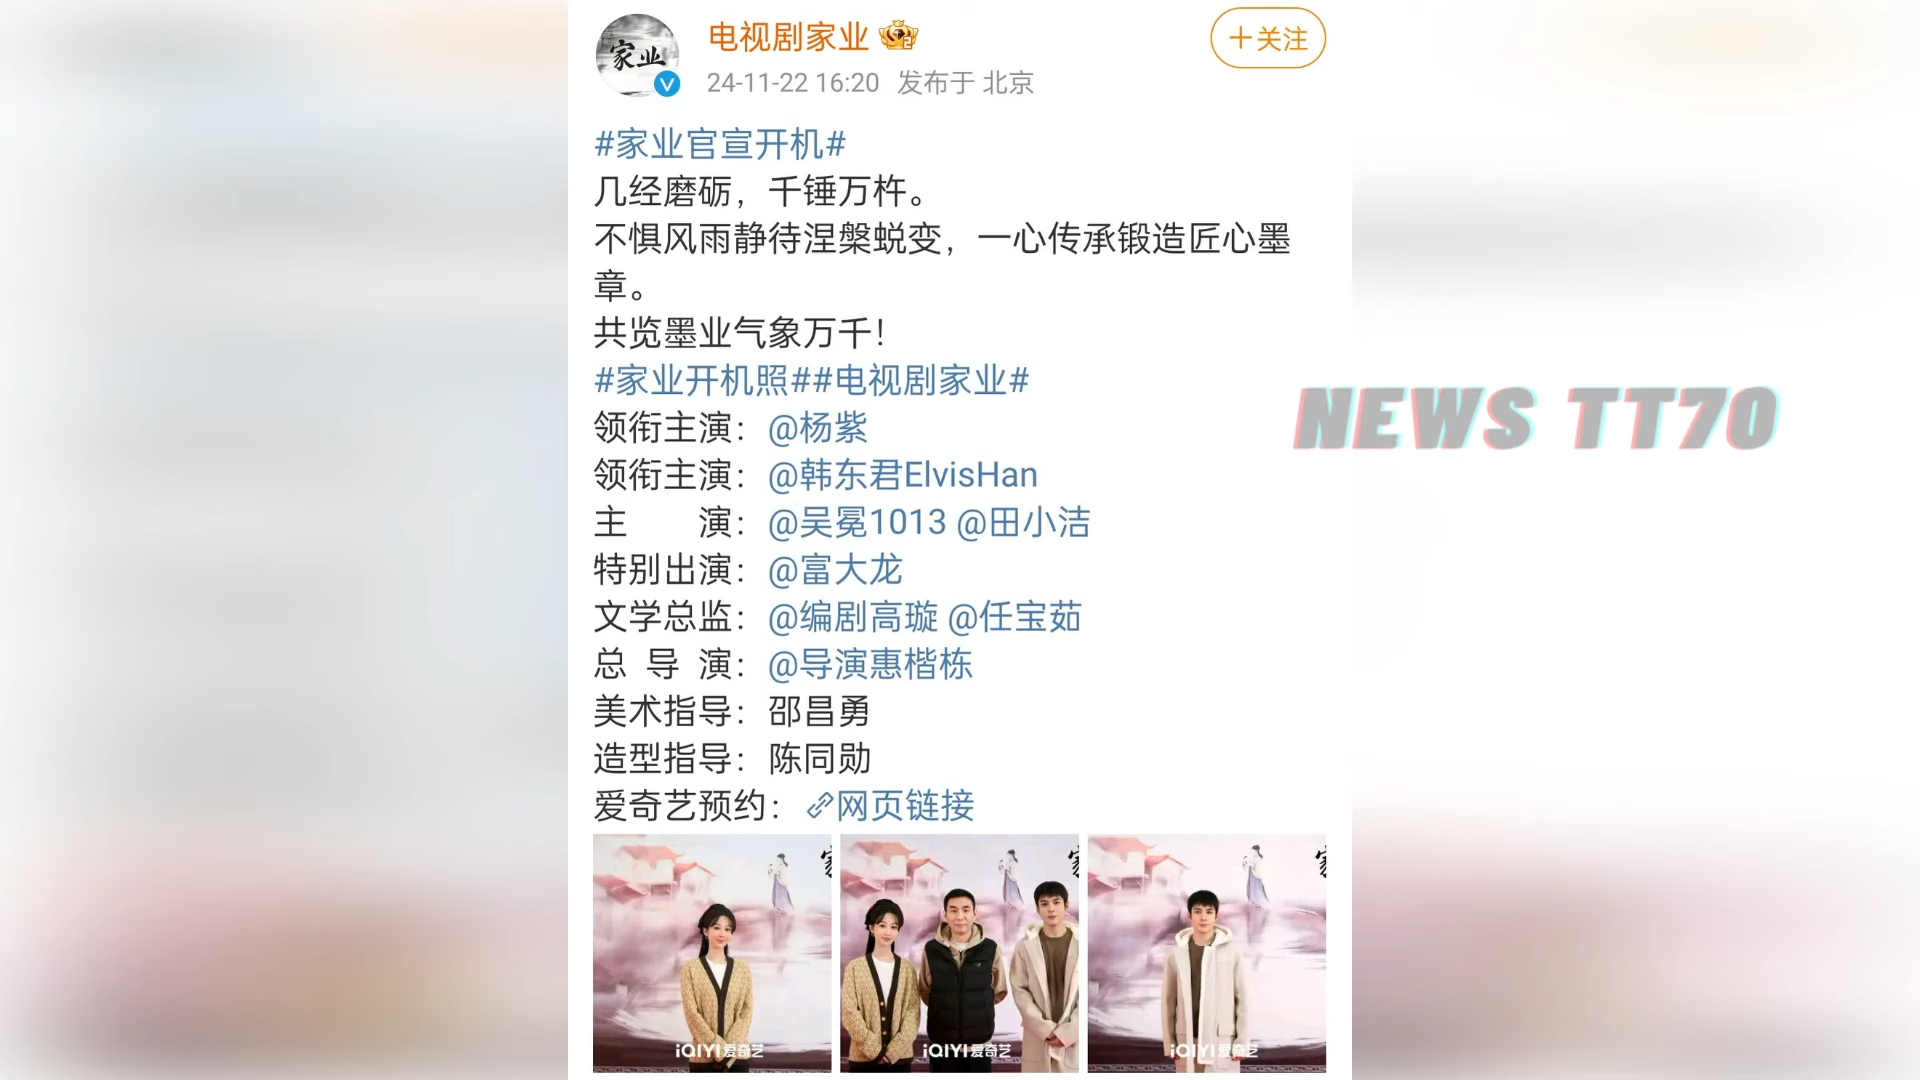 家业
电视剧家业
+关注
24-11-22 16:20 发布于 北京
#家业官宣开机#
几经磨砺，千锤万杵。
不惧风雨静待涅槃蜕变，一心传承锻造匠心墨
章。
共览墨业气象万千！
#家业开机照##电视剧家业#
领衔主演：@杨紫
领衔主演：@韩东君ElvisHan
主 演：@吴冕1013 @田小洁
特别出演：@富大龙
文学总监：@编剧高璇 @任宝茹
总 导 演：@导演惠楷栋
美术指导：邵昌勇
造型指导：陈同勋
爱奇艺预约：网页链接
NEWS TT70
iQIYI爱奇艺
iQIYI爱奇艺
iQIYI爱奇艺